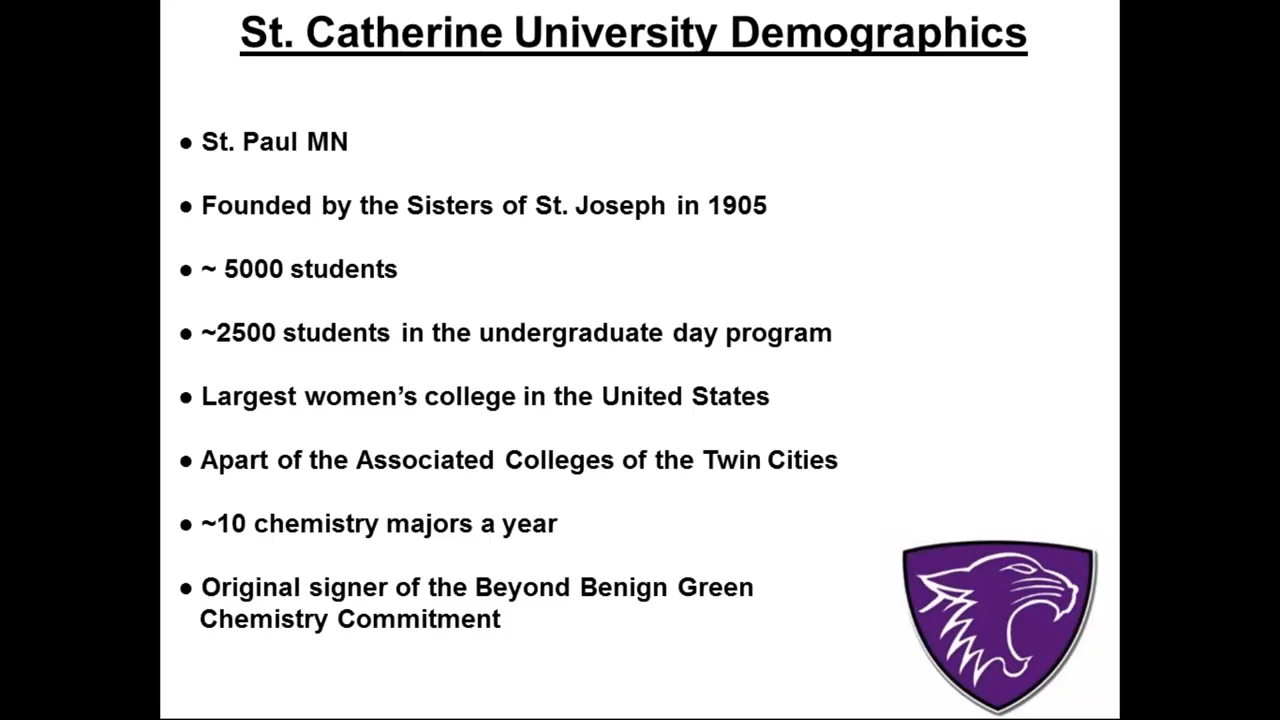 St. Catherine University Demographics
● St. Paul MN
● Founded by the Sisters of St. Joseph in 1905
● ~ 5000 students
● ~2500 students in the undergraduate day program
● Largest women’s college in the United States
● Apart of the Associated Colleges of the Twin Cities
● ~10 chemistry majors a year
● Original signer of the Beyond Benign Green
Chemistry Commitment